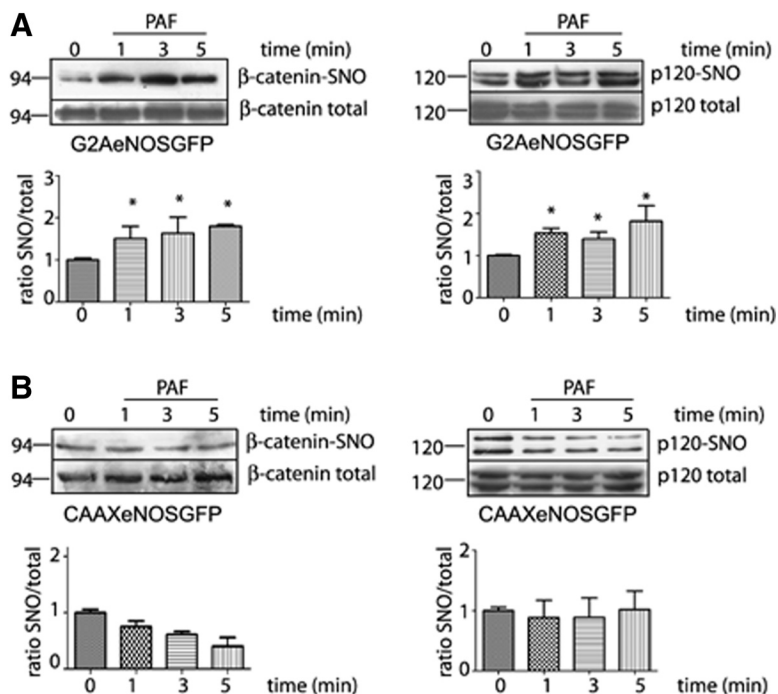 A
PAF
0 1 3 5 time (min)
94 β-catenin-SNO
94 β-catenin total
G2AeNOSGFP
ratio SNO/total
3
2
1
0
* * *
0 1 3 5 time (min)
PAF
0 1 3 5 time (min)
120 p120-SNO
120 p120 total
G2AeNOSGFP
ratio SNO/total
3
2
1
0
* * *
0 1 3 5 time (min)
B
PAF
0 1 3 5 time (min)
94 β-catenin-SNO
94 β-catenin total
CAAXeNOSGFP
ratio SNO/total
2
1
0
0 1 3 5 time (min)
PAF
0 1 3 5 time (min)
120 p120-SNO
120 p120 total
CAAXeNOSGFP
ratio SNO/total
2
1
0
0 1 3 5 time (min)